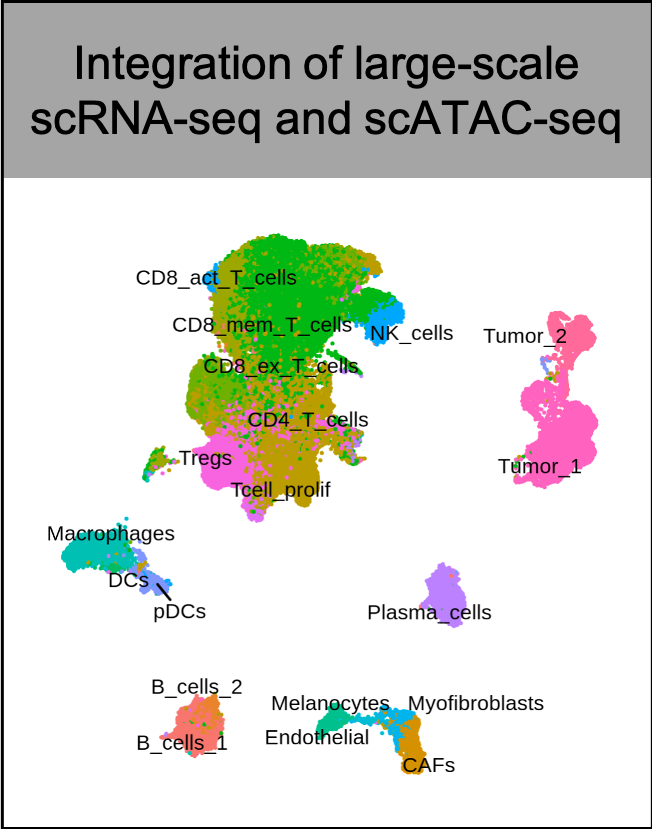 Integration of large-scale
scRNA-seq and scATAC-seq
CD8_act_T_cells
CD8_mem_T_cells
NK_cells
Tumor_2
CD8_ex_T_cells
CD4_T_cells
Tregs
Tumor_1
Tcell_prolif
Macrophages
DCs
pDCs
Plasma_cells
B_cells_2
Melanocytes
Myofibroblasts
B_cells_1
Endothelial
CAFs